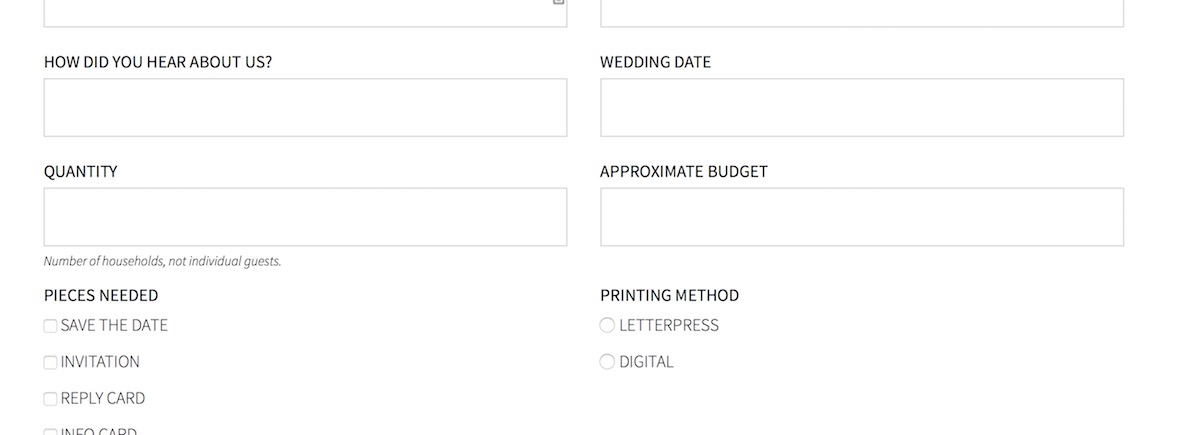 HOW DID YOU HEAR ABOUT US?
WEDDING DATE
QUANTITY
APPROXIMATE BUDGET
Number of households, not individual guests.
PIECES NEEDED
PRINTING METHOD
SAVE THE DATE
LETTERPRESS
INVITATION
DIGITAL
REPLY CARD
INFO CARD